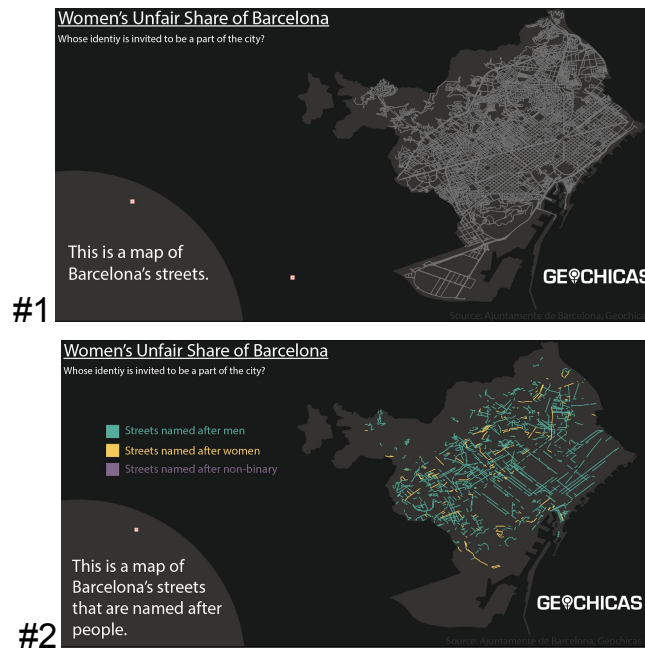 Women's Unfair Share of Barcelona
Whose identiy is invited to be a part of the city?
This is a map of
Barcelona's streets.
GEOCHICAS
Source: Ajuntamente de Barcelona, Geochicas
#1
Women's Unfair Share of Barcelona
Whose identiy is invited to be a part of the city?
Streets named after men
Streets named after women
Streets named after non-binary
This is a map of
Barcelona's streets
that are named after
people.
GEOCHICAS
Source: Ajuntamente de Barcelona, Geochicas
#2